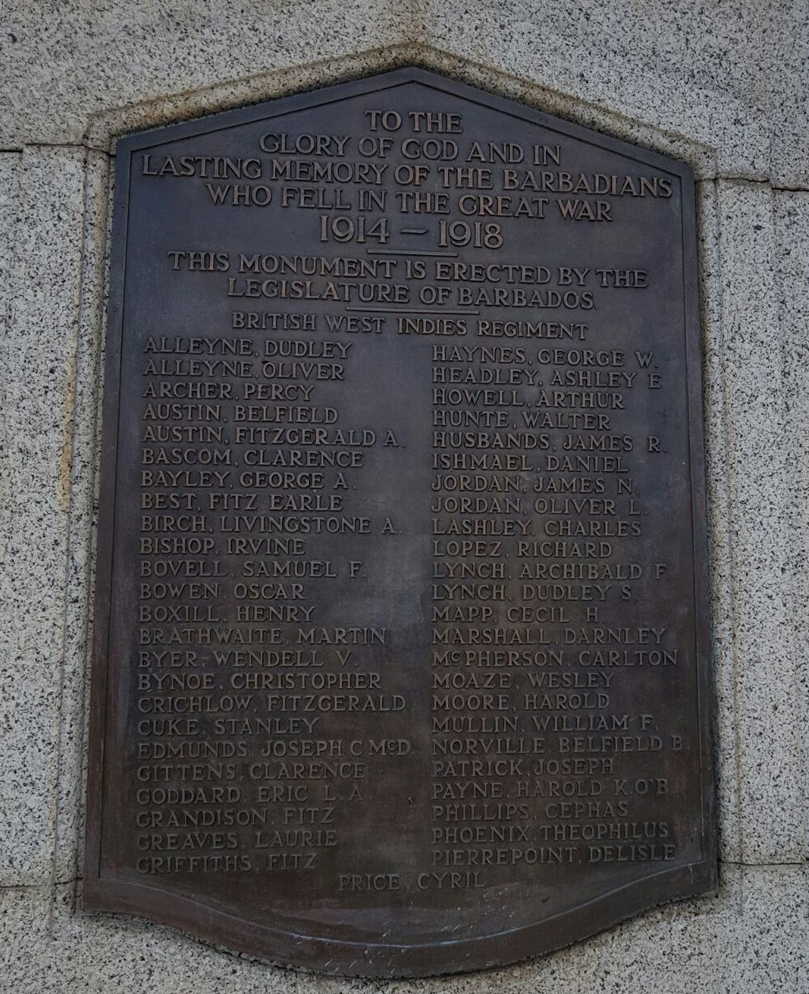 TO THE
GLORY OF GOD AND IN
LASTING MEMORY OF THE BARBADIANS
WHO FELL IN THE GREAT WAR
1914 – 1918
THIS MONUMENT IS ERECTED BY THE
LEGISLATURE OF BARBADOS.
BRITISH WEST INDIES REGIMENT
ALLEYNE, DUDLEY
ALLEYNE, OLIVER
ARCHER, PERCY
AUSTIN, BELFIELD
AUSTIN, FITZGERALD A.
BASCOM, CLARENCE
BAYLEY, GEORGE A.
BEST, FITZ EARLE
BIRCH, LIVINGSTONE A.
BISHOP, IRVINE
BOVELL, SAMUEL F.
BOWEN, OSCAR
BOXILL, HENRY
BRATHWAITE, MARTIN
BYER, WENDELL V.
BYNOE, CHRISTOPHER
CRICHLOW, FITZGERALD
CUKE, STANLEY
EDMUNDS, JOSEPH C. McD.
GITTENS, CLARENCE
GODDARD, ERIC L. A
GRANDISON, FITZ
GREAVES, LAURIE
GRIFFITHS, FITZ
HAYNES, GEORGE W.
HEADLEY, ASHLEY E
HOWELL, ARTHUR
HUNTE, WALTER
HUSBANDS, JAMES R.
ISHMAEL, DANIEL
JORDAN, JAMES N.
JORDAN, OLIVER L.
LASHLEY, CHARLES
LOPEZ, RICHARD
LYNCH, ARCHIBALD F.
LYNCH, DUDLEY S.
MAPP, CECIL H.
MARSHALL, DARNLEY
McPHERSON, CARLTON
MOAZE, WESLEY
MOORE, HAROLD
MULLIN, WILLIAM F.
NORVILLE, BELFIELD B.
PATRICK, JOSEPH
PAYNE, HAROLD K. O'B.
PHILLIPS, CEPHAS
PHOENIX, THEOPHILUS
PIERREPOINT, DELISLE
PRICE, CYRIL